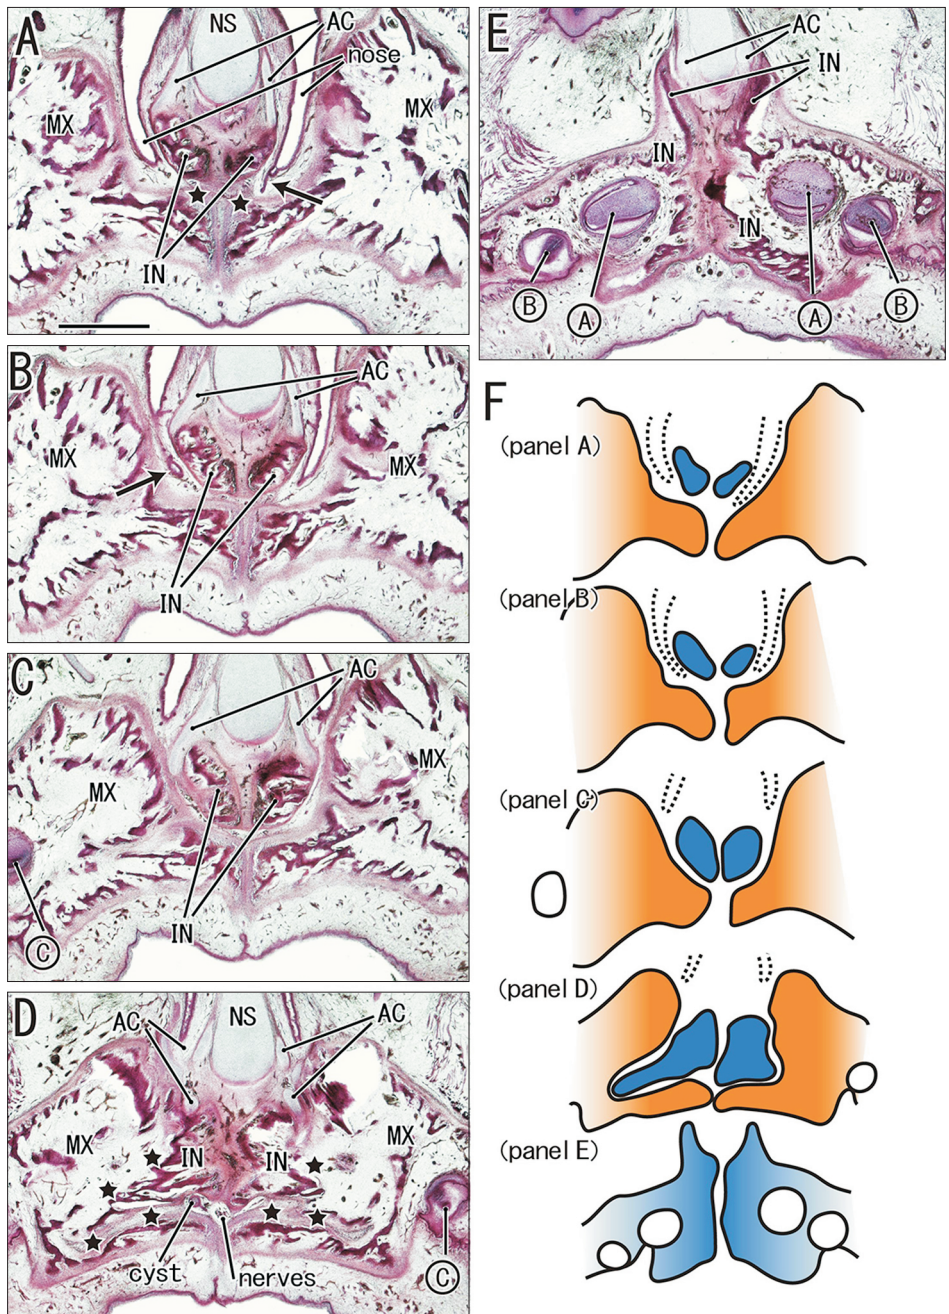 A
NS
AC
nose
MX
MX
IN
B
AC
MX
MX
IN
C
AC
MX
MX
IN
C
D
AC
NS
AC
MX
IN
IN
MX
cyst
nerves
C
E
AC
IN
IN
IN
B
A
A
B
F
(panel A)
(panel B)
(panel C)
(panel D)
(panel E)